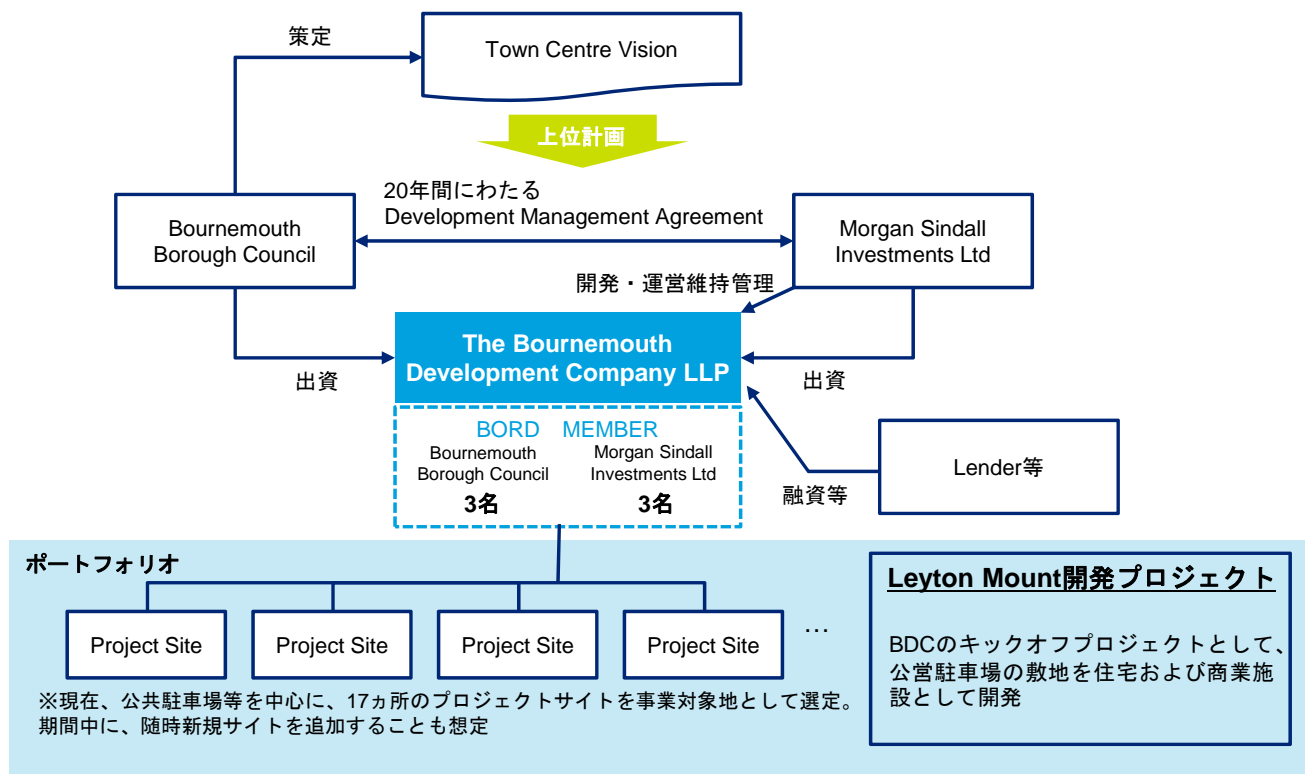 策定
Town Centre Vision
上位計画
20年間にわたる
Development Management Agreement
Bournemouth
Borough Council
Morgan Sindall
Investments Ltd
開発・運営維持管理
The Bournemouth
Development Company LLP
出資
出資
BORD MEMBER
Bournemouth
Borough Council
3名
Morgan Sindall
Investments Ltd
3名
Lender等
融資等
ポートフォリオ
Project Site
Project Site
Project Site
Project Site
…
※現在、公共駐車場等を中心に、17ヵ所のプロジェクトサイトを事業対象地として選定。
期間中に、随時新規サイトを追加することも想定
Leyton Mount開発プロジェクト
BDCのキックオフプロジェクトとして、
公営駐車場の敷地を住宅および商業施
設として開発